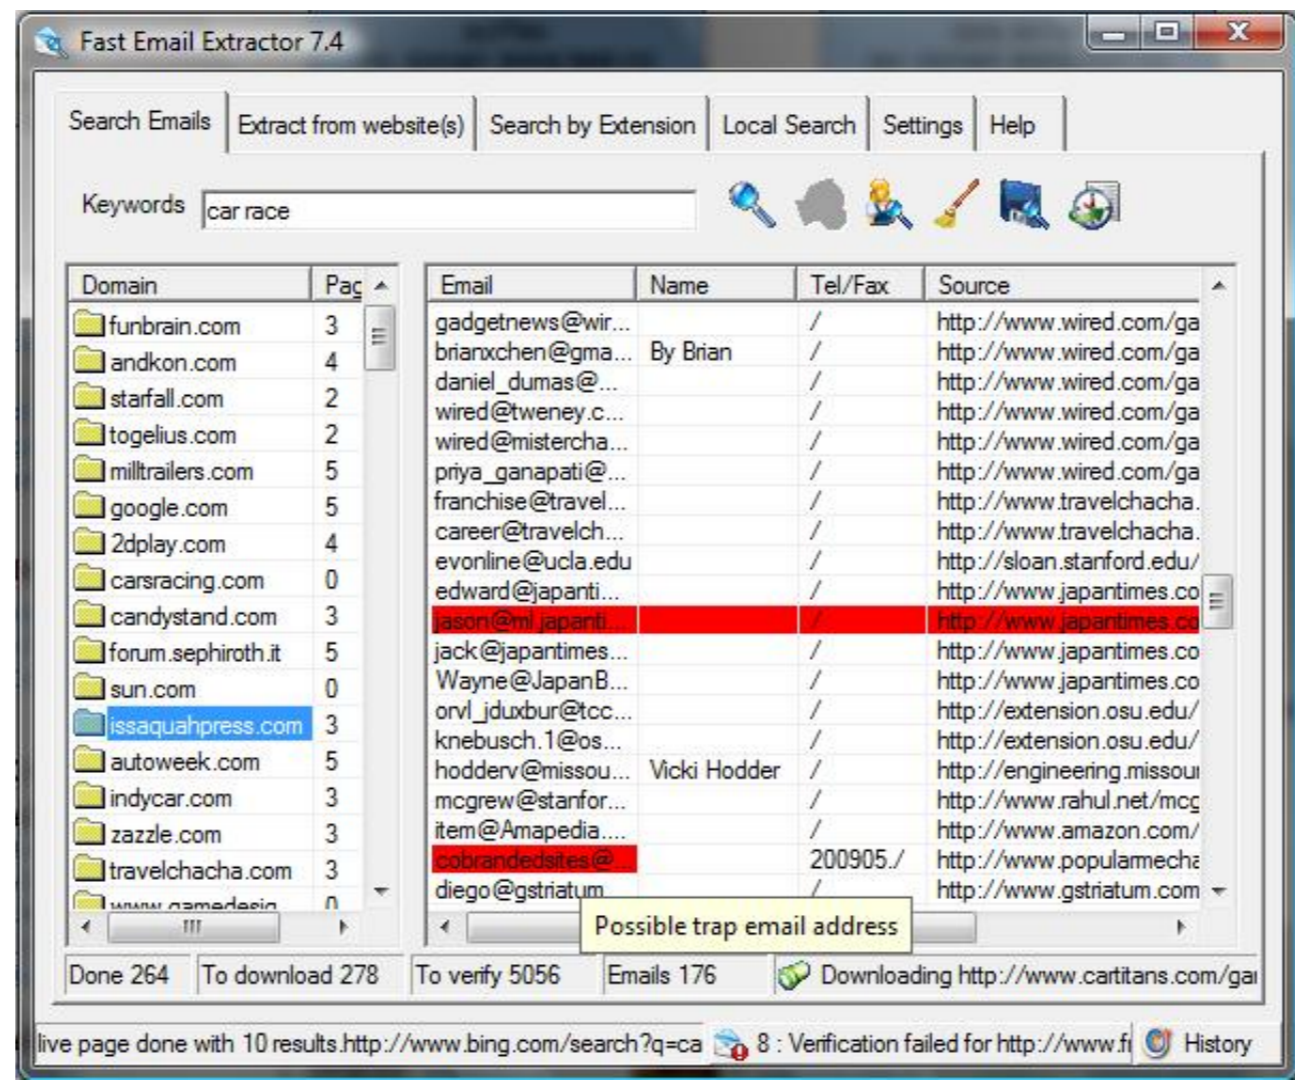 Fast Email Extractor 7.4
Search Emails Extract from website(s) Search by Extension Local Search Settings Help
Keywords car race
Domain Pag
funbrain.com 3
andkon.com 4
starfall.com 2
togelius.com 2
milltrailers.com 5
google.com 5
2dplay.com 4
carsracing.com 0
candystand.com 3
forum.sephiroth.it 5
sun.com 0
issaquahpress.com 3
autoweek.com 5
indycar.com 3
zazzle.com 3
travelchacha.com 3
www.gamedesig 0
Email Name Tel/Fax Source
gadgetnews@wir... / http://www.wired.com/ga
brianxchen@gma... By Brian / http://www.wired.com/ga
daniel_dumas@... / http://www.wired.com/ga
wired@tweney.c... / http://www.wired.com/ga
wired@mistercha... / http://www.wired.com/ga
priya_ganapati@... / http://www.wired.com/ga
franchise@travel... / http://www.travelchacha.
career@travelch... / http://www.travelchacha.
evonline@ucla.edu / http://sloan.stanford.edu/
edward@japanti... / http://www.japantimes.co
jason@ml.japanti... / http://www.japantimes.co
jack@japantimes... / http://www.japantimes.co
Wayne@JapanB... / http://www.japantimes.co
orvl_jduxbur@tcc... / http://extension.osu.edu/
knebusch.1@os... / http://extension.osu.edu/
hodderv@missou... Vicki Hodder / http://engineering.missour
mcgrew@stanfor... / http://www.rahul.net/mcg
item@Amapedia.... / http://www.amazon.com/
cobrandedsites@... 200905./ http://www.popularmecha
diego@gstriatum / http://www.gstriatum.com
Possible trap email address
Done 264 To download 278 To verify 5056 Emails 176 Downloading http://www.cartitans.com/gar
live page done with 10 results.http://www.bing.com/search?q=ca 8 : Verification failed for http://www.fi History